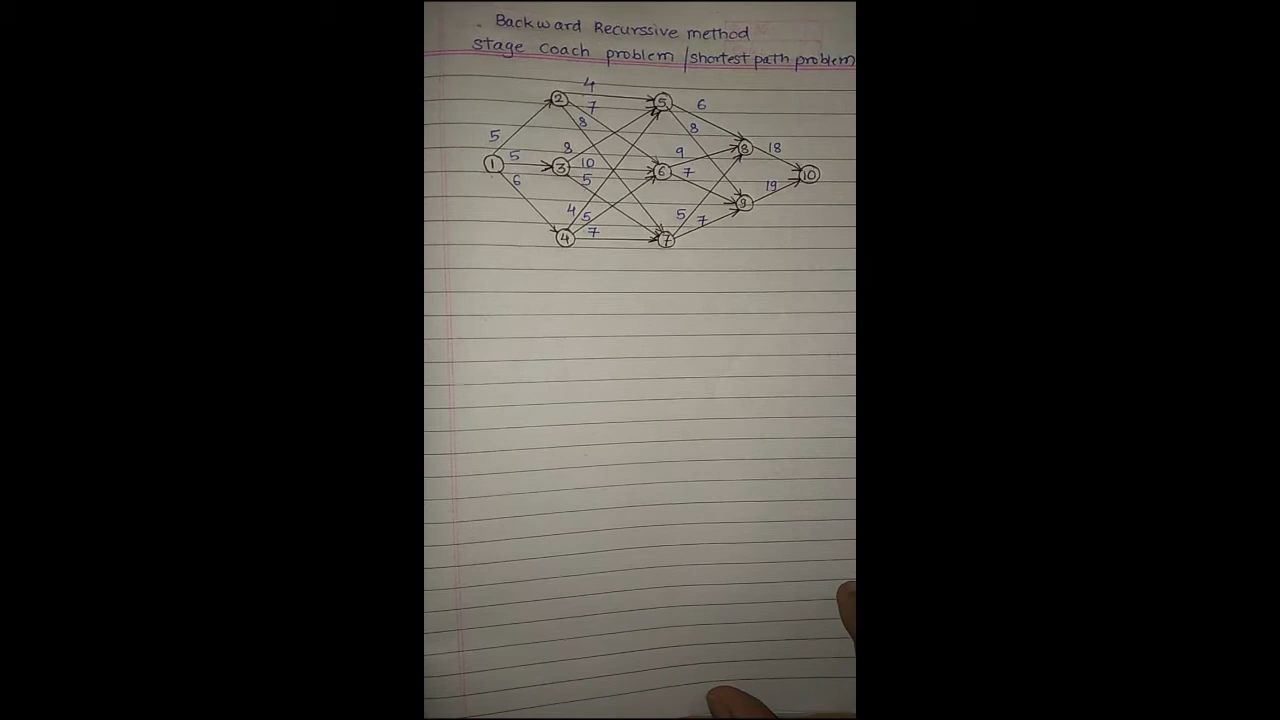 Backward Recurssive method
stage coach problem / shortest path problem
4
2 7 5 6
8 8
5
8 9 8 18
1 5 3 10 6 7 10
6 5
19
9
4 5 5 7
4 7 7